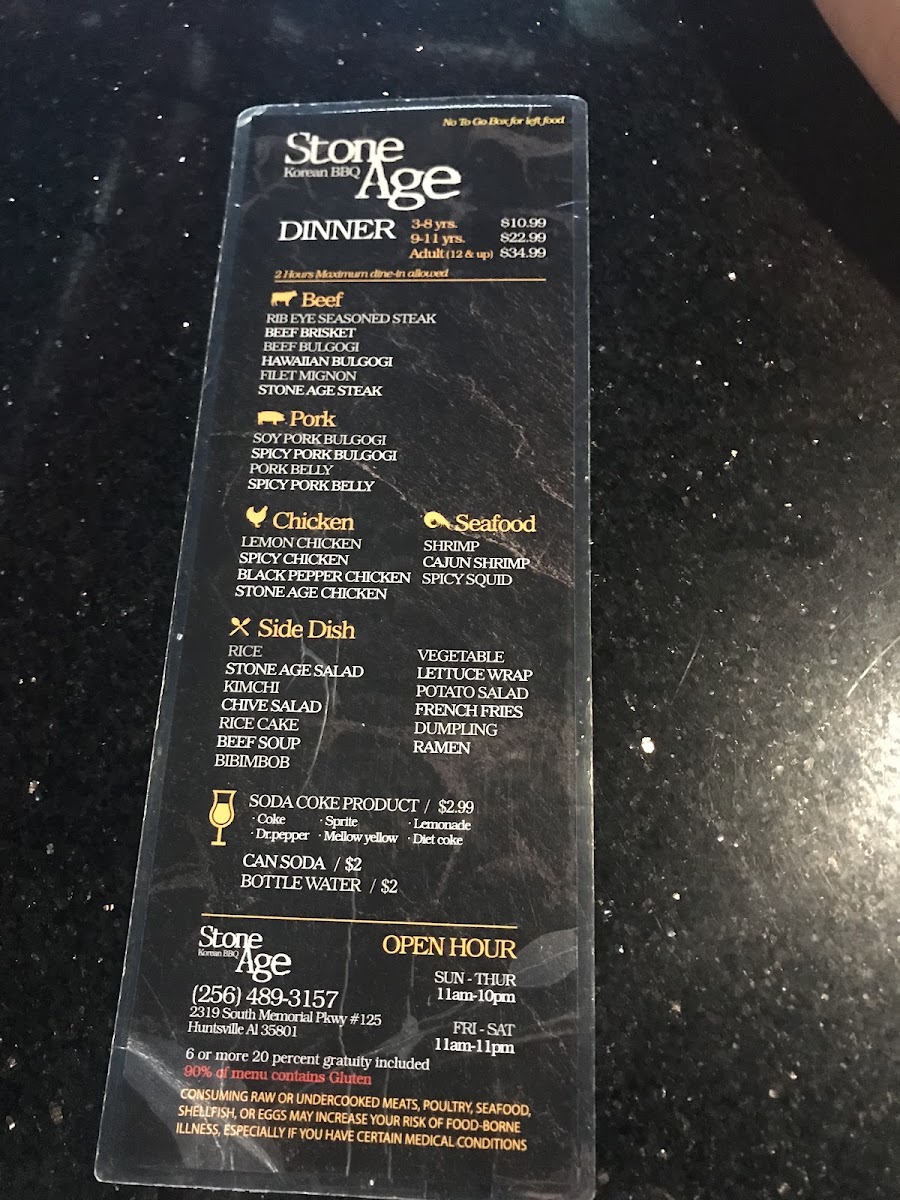 No To Go Box for left food
Stone
Korean BBQ
Age
DINNER
3-8 yrs. $10.99
9-11 yrs. $22.99
Adult (12 & up) $34.99
2 Hours Maximum dine-in allowed
Beef
RIB EYE SEASONED STEAK
BEEF BRISKET
BEEF BULGOGI
HAWAIIAN BULGOGI
FILET MIGNON
STONE AGE STEAK
Pork
SOY PORK BULGOGI
SPICY PORK BULGOGI
PORK BELLY
SPICY PORK BELLY
Chicken
LEMON CHICKEN
SPICY CHICKEN
BLACK PEPPER CHICKEN
STONE AGE CHICKEN
Seafood
SHRIMP
CAJUN SHRIMP
SPICY SQUID
Side Dish
RICE
STONE AGE SALAD
KIMCHI
CHIVE SALAD
RICE CAKE
BEEF SOUP
BIBIMBOB
VEGETABLE
LETTUCE WRAP
POTATO SALAD
FRENCH FRIES
DUMPLING
RAMEN
SODA COKE PRODUCT / $2.99
· Coke · Sprite · Lemonade
· Dr.pepper · Mellow yellow · Diet coke
CAN SODA / $2
BOTTLE WATER / $2
Stone
Korean BBQ
Age
(256) 489-3157
2319 South Memorial Pkwy #125
Huntsville Al 35801
OPEN HOUR
SUN - THUR
11am-10pm
FRI - SAT
11am-11pm
6 or more 20 percent gratuity included
90% of menu contains Gluten
CONSUMING RAW OR UNDERCOOKED MEATS, POULTRY, SEAFOOD,
SHELLFISH, OR EGGS MAY INCREASE YOUR RISK OF FOOD-BORNE
ILLNESS, ESPECIALLY IF YOU HAVE CERTAIN MEDICAL CONDITIONS